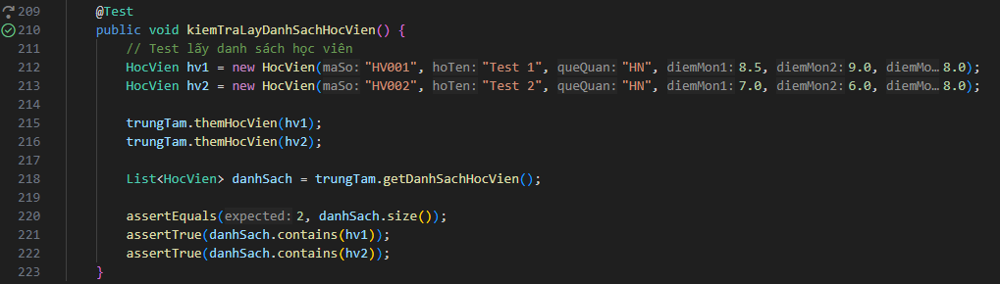 209 @Test
210 public void kiemTraLayDanhSachHocVien() {
211 // Test lấy danh sách học viên
212 HocVien hv1 = new HocVien(maSo: "HV001", hoTen: "Test 1", queQuan: "HN", diemMon1: 8.5, diemMon2: 9.0, diemMo… 8.0);
213 HocVien hv2 = new HocVien(maSo: "HV002", hoTen: "Test 2", queQuan: "HN", diemMon1: 7.0, diemMon2: 6.0, diemMo… 8.0);
214
215 trungTam.themHocVien(hv1);
216 trungTam.themHocVien(hv2);
217
218 List<HocVien> danhSach = trungTam.getDanhSachHocVien();
219
220 assertEquals(expected: 2, danhSach.size());
221 assertTrue(danhSach.contains(hv1));
222 assertTrue(danhSach.contains(hv2));
223 }